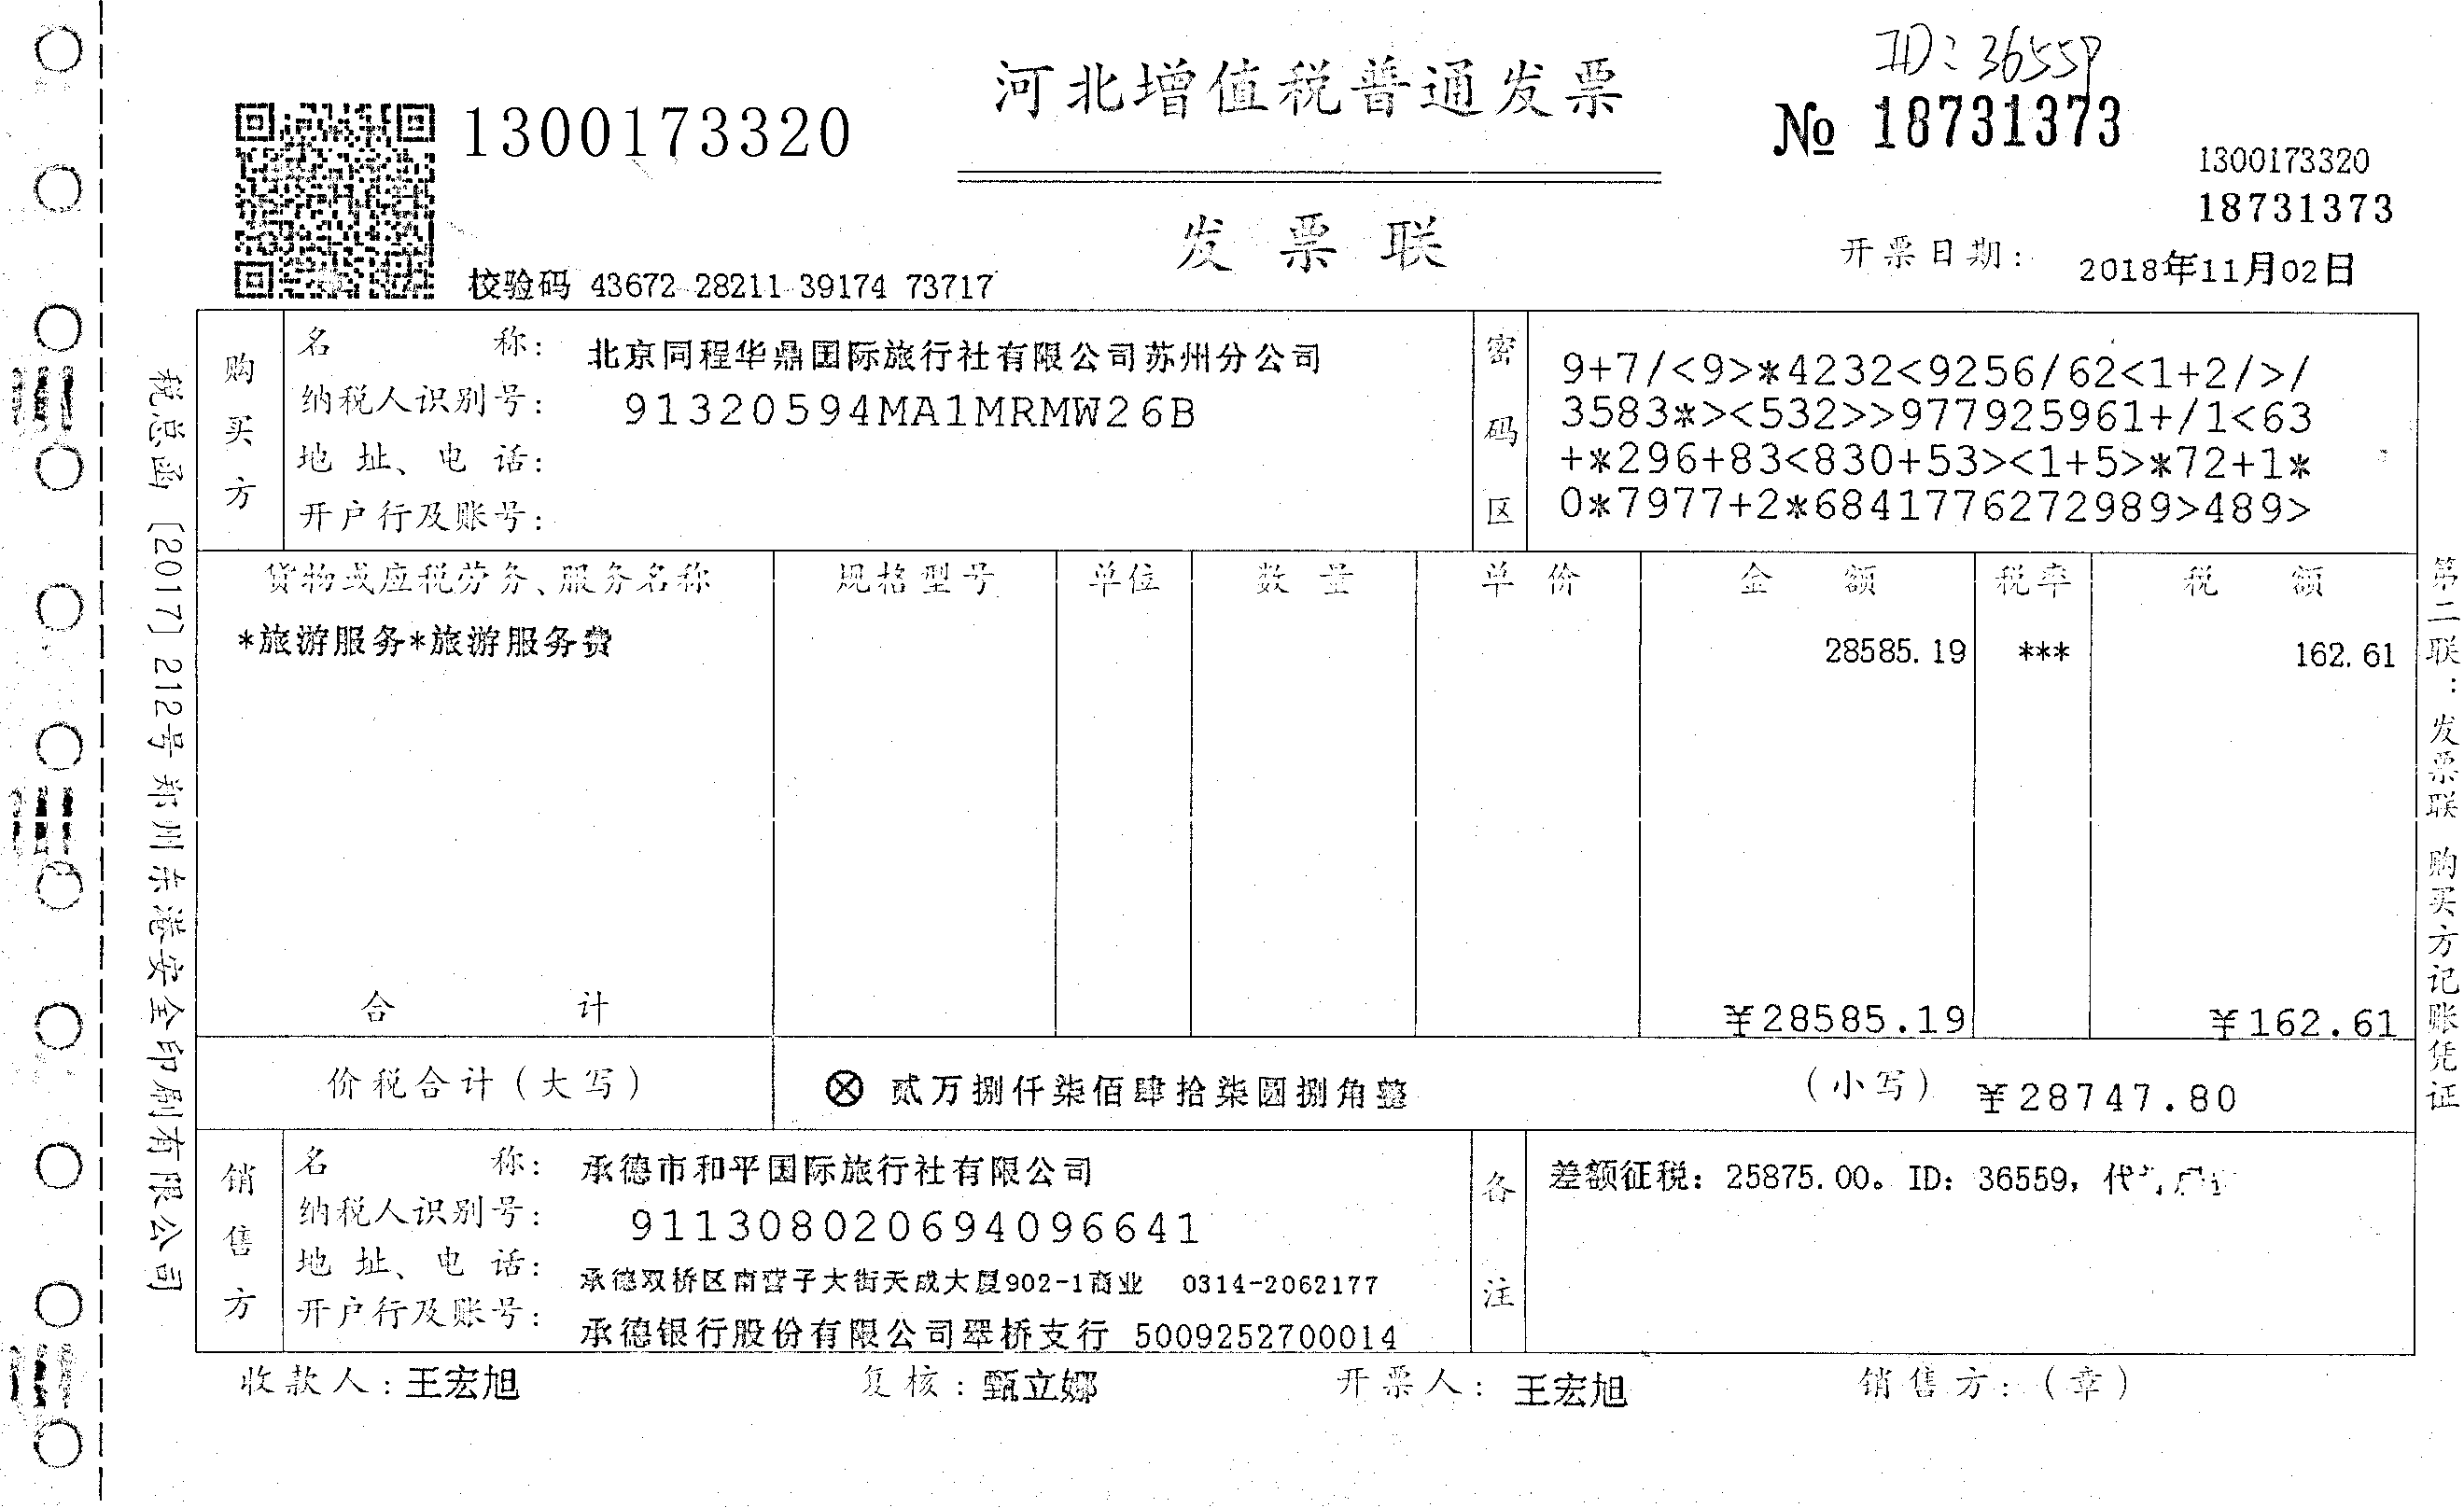 ID: 36559
河北增值税普通发票
1300173320
№ 18731373
1300173320
18731373
发票联
校验码 43672 28211 39174 73717
开票日期: 2018年11月02日
购买方
名称: 北京同程华鼎国际旅行社有限公司苏州分公司
纳税人识别号: 91320594MA1MRMW26B
地址、电话:
开户行及账号:
密码区
9+7/<9>*4232<9256/62<1+2/>/
3583*><532>>977925961+/1<63
+*296+83<830+53><1+5>*72+1*
0*7977+2*6841776272989>489>
货物或应税劳务、服务名称 规格型号 单位 数量 单价 金额 税率 税额
*旅游服务*旅游服务费 28585.19 *** 162.61
合计 ¥28585.19 ¥162.61
价税合计(大写) ⊗ 贰万捌仟柒佰肆拾柒圆捌角整 (小写) ¥28747.80
销售方
名称: 承德市和平国际旅行社有限公司
纳税人识别号: 911308020694096641
地址、电话: 承德双桥区南营子大街天成大厦902-1商业 0314-2062177
开户行及账号: 承德银行股份有限公司翠桥支行 5009252700014
备注
差额征税: 25875.00。ID: 36559, 代
收款人: 王宏旭 复核: 甄立娜 开票人: 王宏旭 销售方: (章)
税总函〔2017〕212号郑州东港安全印刷有限公司
第二联: 发票联 购买方记账凭证